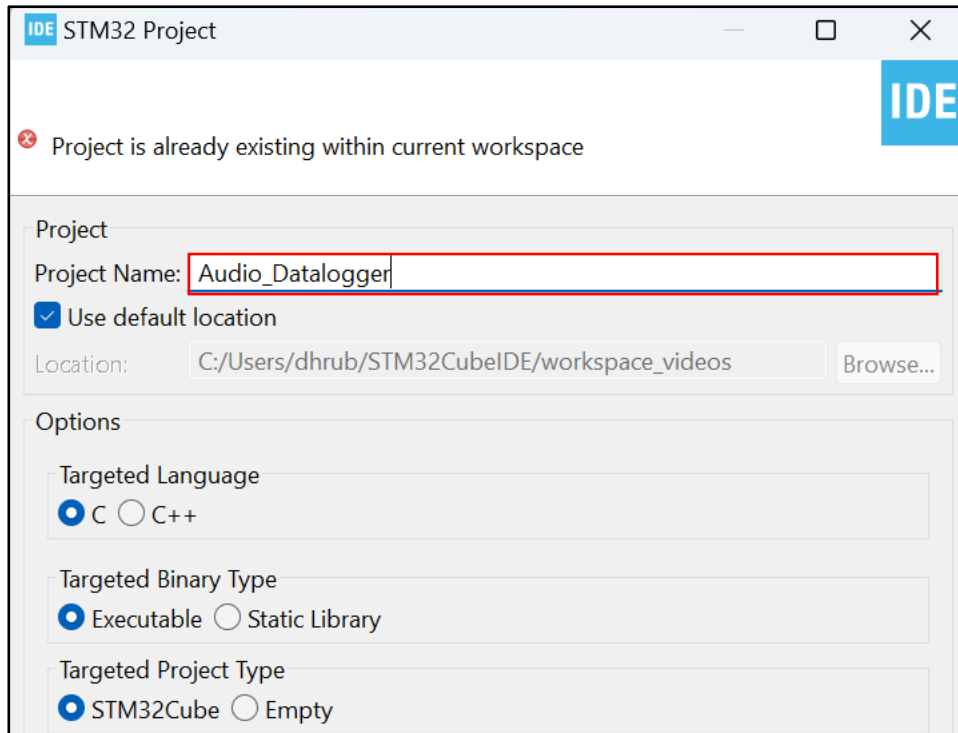 IDE STM32 Project
IDE
Project is already existing within current workspace
Project
Project Name: Audio_Datalogger
Use default location
Location: C:/Users/dhrub/STM32CubeIDE/workspace_videos Browse...
Options
Targeted Language
C C++
Targeted Binary Type
Executable Static Library
Targeted Project Type
STM32Cube Empty